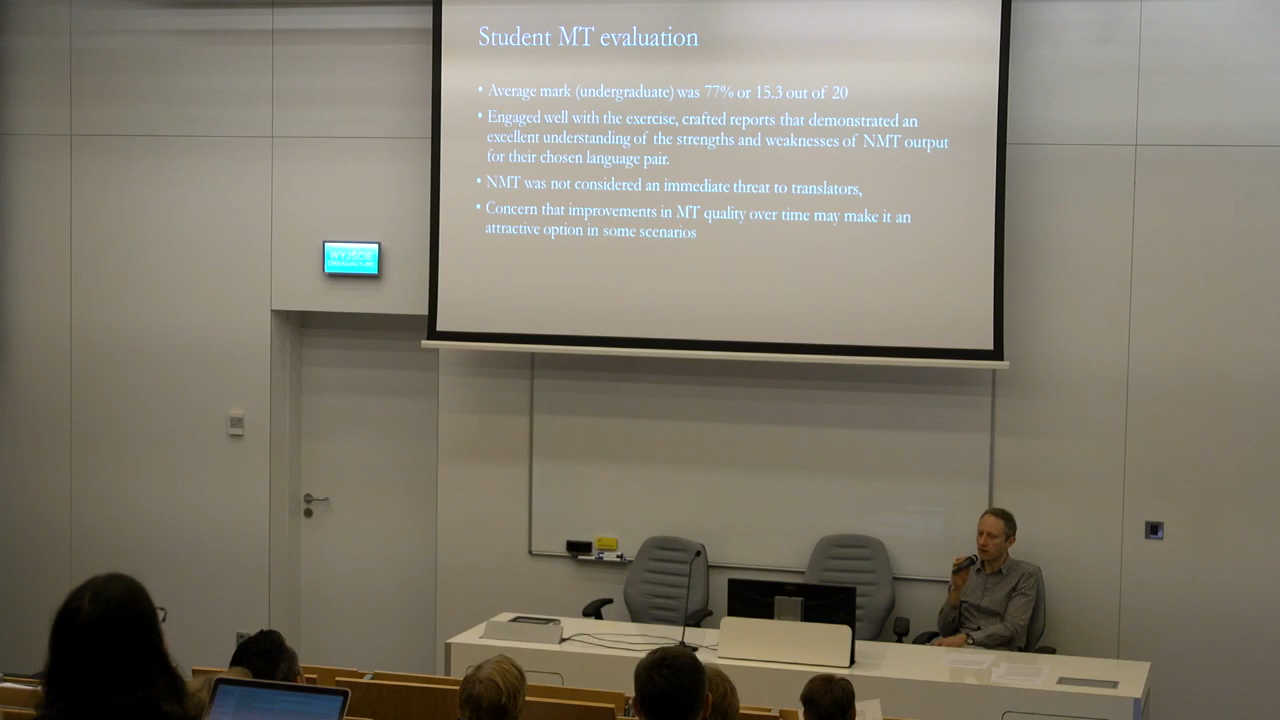 Student MT evaluation
• Average mark (undergraduate) was 77% or 15.3 out of 20
• Engaged well with the exercise, crafted reports that demonstrated an
excellent understanding of the strengths and weaknesses of NMT output
for their chosen language pair.
• NMT was not considered an immediate threat to translators,
• Concern that improvements in MT quality over time may make it an
attractive option in some scenarios
WYJŚCIE